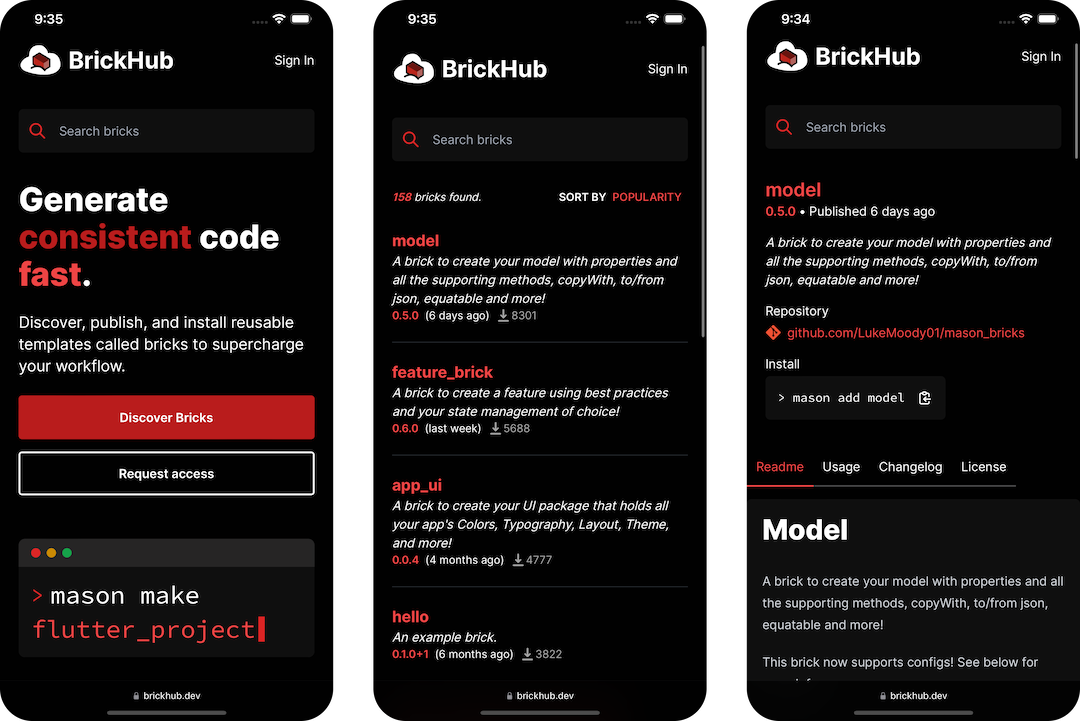 9:35
BrickHub
Sign In
Search bricks
Generate
consistent code
fast.
Discover, publish, and install reusable
templates called bricks to supercharge
your workflow.
Discover Bricks
Request access
> mason make
flutter_project
brickhub.dev
9:35
BrickHub
Sign In
Search bricks
158 bricks found.
SORT BY POPULARITY
model
A brick to create your model with properties and
all the supporting methods, copyWith, to/from
json, equatable and more!
0.5.0 (6 days ago) 8301
feature_brick
A brick to create a feature using best practices
and your state management of choice!
0.6.0 (last week) 5688
app_ui
A brick to create your UI package that holds all
your app's Colors, Typography, Layout, Theme,
and more!
0.0.4 (4 months ago) 4777
hello
An example brick.
0.1.0+1 (6 months ago) 3822
brickhub.dev
9:34
BrickHub
Sign In
Search bricks
model
0.5.0 • Published 6 days ago
A brick to create your model with properties and
all the supporting methods, copyWith, to/from
json, equatable and more!
Repository
github.com/LukeMoody01/mason_bricks
Install
> mason add model
Readme Usage Changelog License
Model
A brick to create your model with properties and all
the supporting methods, copyWith, to/from json,
equatable and more!
This brick now supports configs! See below for
brickhub.dev